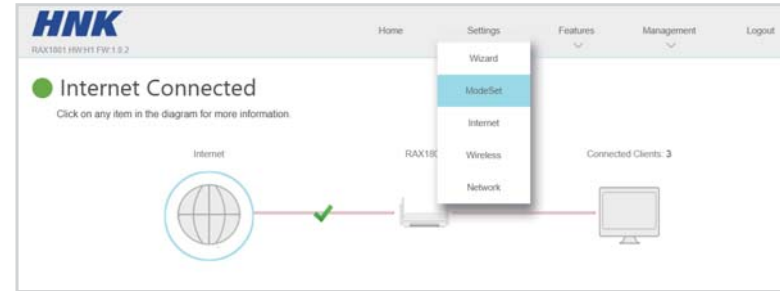 HNK
RAX1801 HW:H1 FW:1.0.2
Home Settings Features Management Logout
Wizard
ModeSet
Internet
Wireless
Network
Internet Connected
Click on any item in the diagram for more information.
Internet
RAX180
Connected Clients: 3